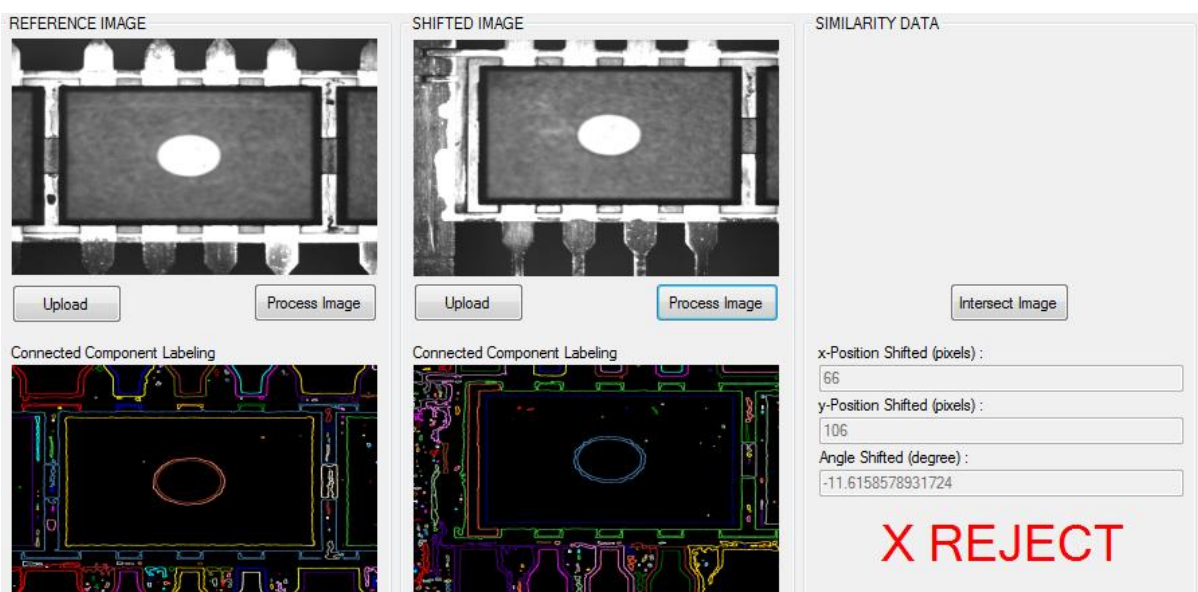 REFERENCE IMAGE
SHIFTED IMAGE
SIMILARITY DATA
Upload
Process Image
Upload
Process Image
Intersect Image
Connected Component Labeling
Connected Component Labeling
x-Position Shifted (pixels) :
66
y-Position Shifted (pixels) :
106
Angle Shifted (degree) :
-11.6158578931724
X REJECT